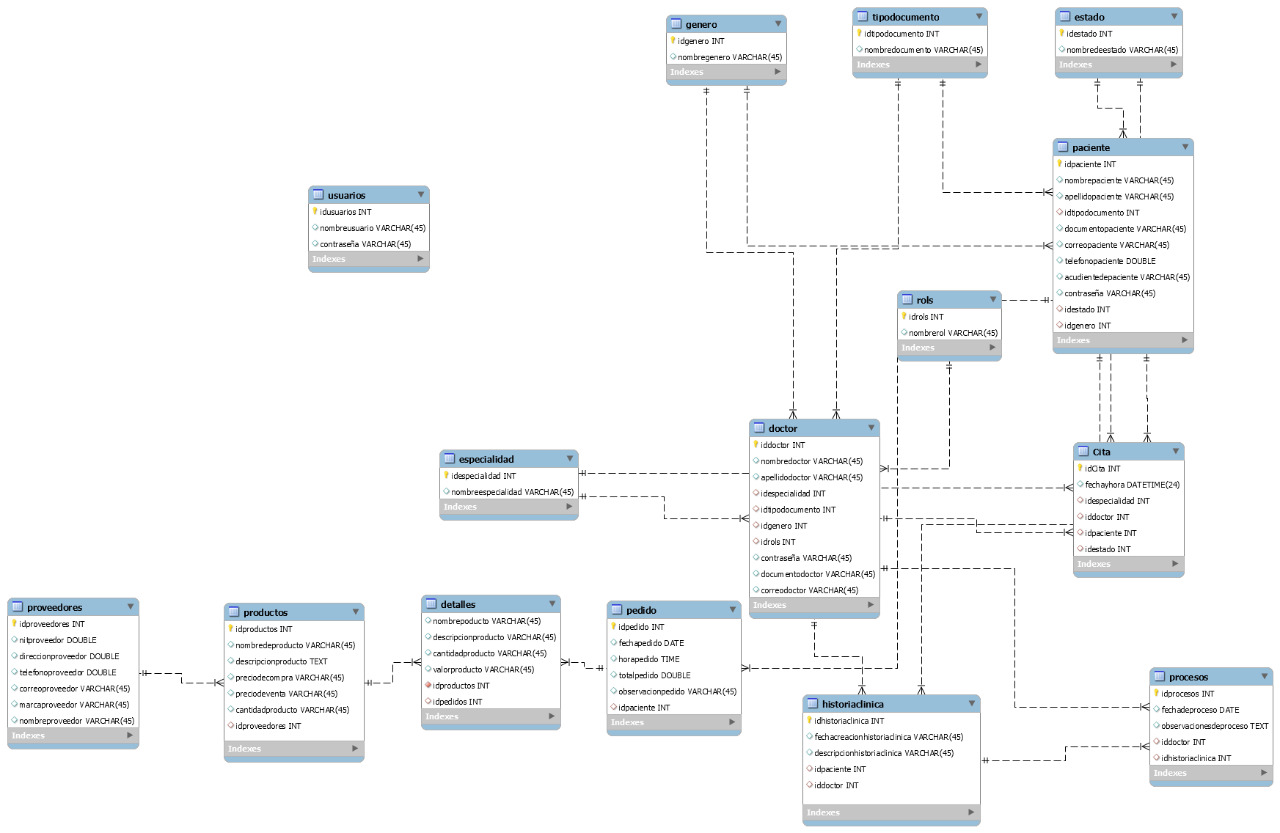 genero
idgenero INT
nombregenero VARCHAR(45)
Indexes
tipodocumento
idtipodocumento INT
nombredocumento VARCHAR(45)
Indexes
estado
idestado INT
nombredeestado VARCHAR(45)
Indexes
paciente
idpaciente INT
nombrepaciente VARCHAR(45)
apellidopaciente VARCHAR(45)
idtipodocumento INT
documentopaciente VARCHAR(45)
correopaciente VARCHAR(45)
telefonopaciente DOUBLE
acudientedepaciente VARCHAR(45)
contraseña VARCHAR(45)
idestado INT
idgenero INT
Indexes
usuarios
idusuarios INT
nombreusuario VARCHAR(45)
contraseña VARCHAR(45)
Indexes
rols
idrols INT
nombrerol VARCHAR(45)
Indexes
doctor
iddoctor INT
nombredoctor VARCHAR(45)
apellidodoctor VARCHAR(45)
idespecialidad INT
idtipodocumento INT
idgenero INT
idrols INT
contraseña VARCHAR(45)
documentodoctor VARCHAR(45)
correodoctor VARCHAR(45)
Indexes
especialidad
idespecialidad INT
nombreespecialidad VARCHAR(45)
Indexes
Cita
idCita INT
fechayhora DATETIME(24)
idespecialidad INT
iddoctor INT
idpaciente INT
idestado INT
Indexes
proveedores
idproveedores INT
nitproveedor DOUBLE
direccionproveedor DOUBLE
telefonoproveedor DOUBLE
correoproveedor VARCHAR(45)
marcaproveedor VARCHAR(45)
nombreproveedor VARCHAR(45)
Indexes
productos
idproductos INT
nombredeproducto VARCHAR(45)
descripcionproducto TEXT
preciodecompra VARCHAR(45)
preciodeventa VARCHAR(45)
cantidadproducto VARCHAR(45)
idproveedores INT
Indexes
detalles
nombrepoducto VARCHAR(45)
descripcionproducto VARCHAR(45)
cantidadproducto VARCHAR(45)
valorproducto VARCHAR(45)
idproductos INT
idpedidos INT
Indexes
pedido
idpedido INT
fechapedido DATE
horapedido TIME
totalpedido DOUBLE
observacionpedido VARCHAR(45)
idpaciente INT
Indexes
historiaclinica
idhistoriaclinica INT
fechacreacionhistoriaclinica VARCHAR(45)
descripcionhistoriaclinica VARCHAR(45)
idpaciente INT
iddoctor INT
Indexes
procesos
idprocesos INT
fechadeproceso DATE
observacionesdeproceso TEXT
iddoctor INT
idhistoriaclinica INT
Indexes